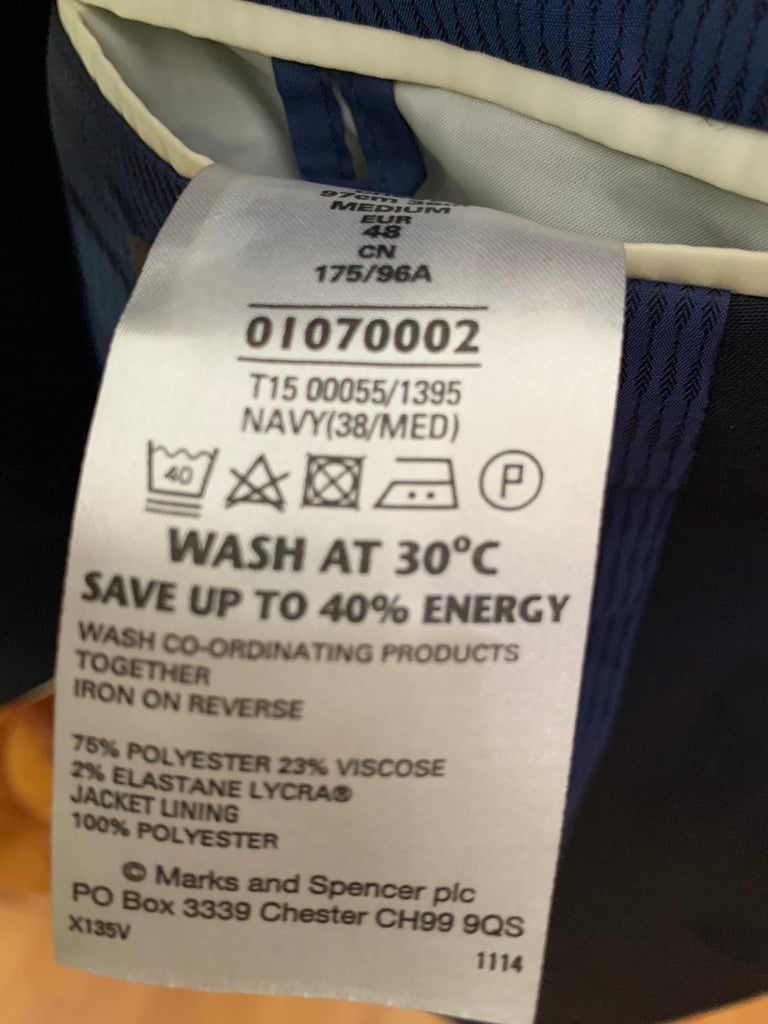 97cm
MEDIUM
EUR
48
CN
175/96A
01070002
T15 00055/1395
NAVY(38/MED)
40 P
WASH AT 30°C
SAVE UP TO 40% ENERGY
WASH CO-ORDINATING PRODUCTS
TOGETHER
IRON ON REVERSE
75% POLYESTER 23% VISCOSE
2% ELASTANE LYCRA®
JACKET LINING
100% POLYESTER
© Marks and Spencer plc
PO Box 3339 Chester CH99 9QS
X135V
1114